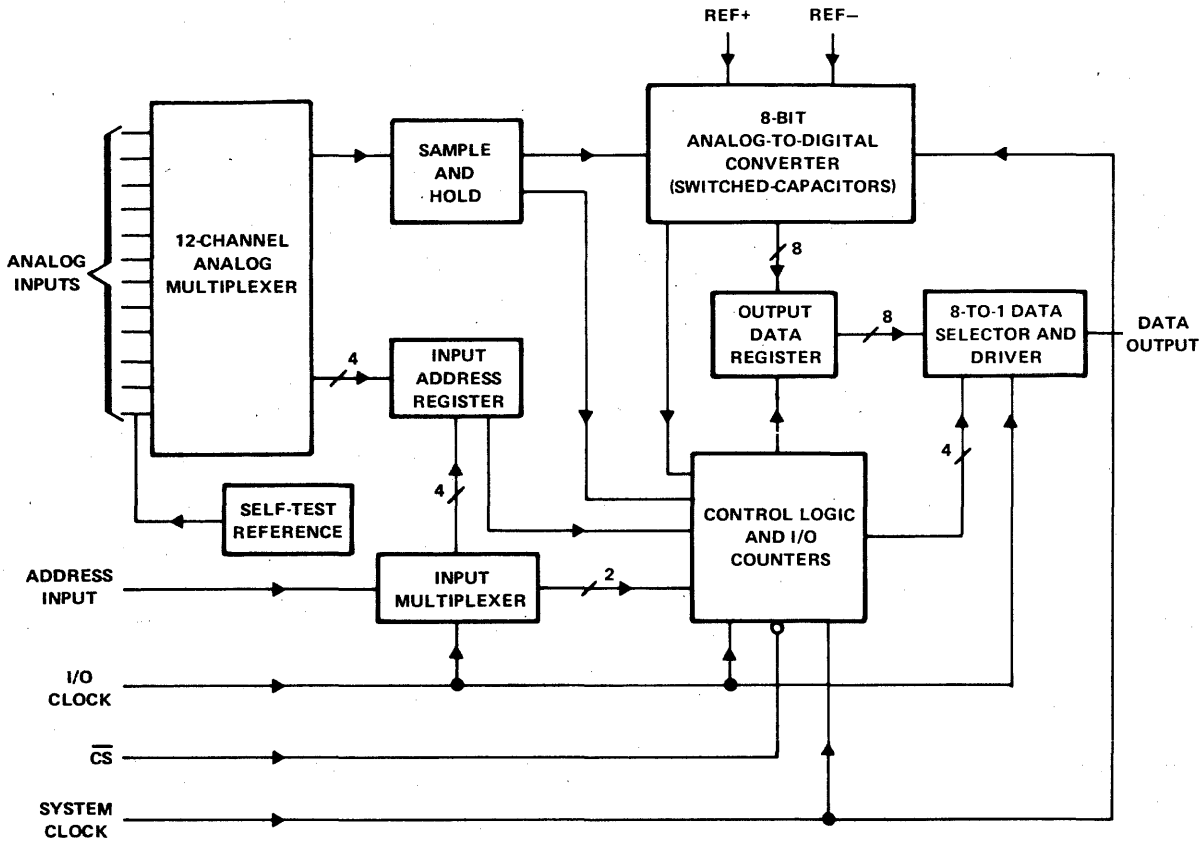 REF+
REF−
8-BIT
ANALOG-TO-DIGITAL
CONVERTER
(SWITCHED-CAPACITORS)
SAMPLE
AND
HOLD
12-CHANNEL
ANALOG
MULTIPLEXER
ANALOG
INPUTS
8
OUTPUT
DATA
REGISTER
8
8-TO-1 DATA
SELECTOR AND
DRIVER
DATA
OUTPUT
4
INPUT
ADDRESS
REGISTER
4
4
SELF-TEST
REFERENCE
CONTROL LOGIC
AND I/O
COUNTERS
ADDRESS
INPUT
INPUT
MULTIPLEXER
2
I/O
CLOCK
CS
SYSTEM
CLOCK